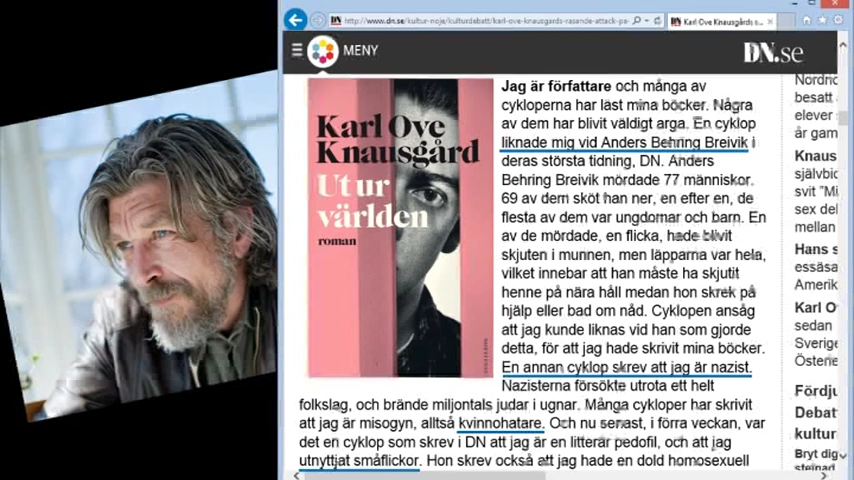 http://www.dn.se/kultur-noje/kulturdebatt/karl-ove-knausgards-rasande-attack-pa-
DN Karl Ove Knausgårds s...
MENY
DN.se
Karl Ove
Knausgård
Ut ur
världen
roman
Jag är författare och många av
cykloperna har läst mina böcker. Några
av dem har blivit väldigt arga. En cyklop
liknade mig vid Anders Behring Breivik i
deras största tidning, DN. Anders
Behring Breivik mördade 77 människor.
69 av dem sköt han ner, en efter en, de
flesta av dem var ungdomar och barn. En
av de mördade, en flicka, hade blivit
skjuten i munnen, men läpparna var hela,
vilket innebar att han måste ha skjutit
henne på nära håll medan hon skrek på
hjälp eller bad om nåd. Cyklopen ansåg
att jag kunde liknas vid han som gjorde
detta, för att jag hade skrivit mina böcker.
En annan cyklop skrev att jag är nazist.
Nazisterna försökte utrota ett helt
folkslag, och brände miljontals judar i ugnar. Många cykloper har skrivit
att jag är misogyn, alltså kvinnohatare. Och nu senast, i förra veckan, var
det en cyklop som skrev i DN att jag är en litterär pedofil, och att jag
utnyttjat småflickor. Hon skrev också att jag hade en dold homosexuell
Nordric
besatt a
elever s
år gam
Knaus
självbio
svit "Mi
sex del
mellan
Hans s
essäsa
Amerik
Karl O
sedan
Sverige
Österle
Fördju
Debat
kultur
Bryt dig
steinad